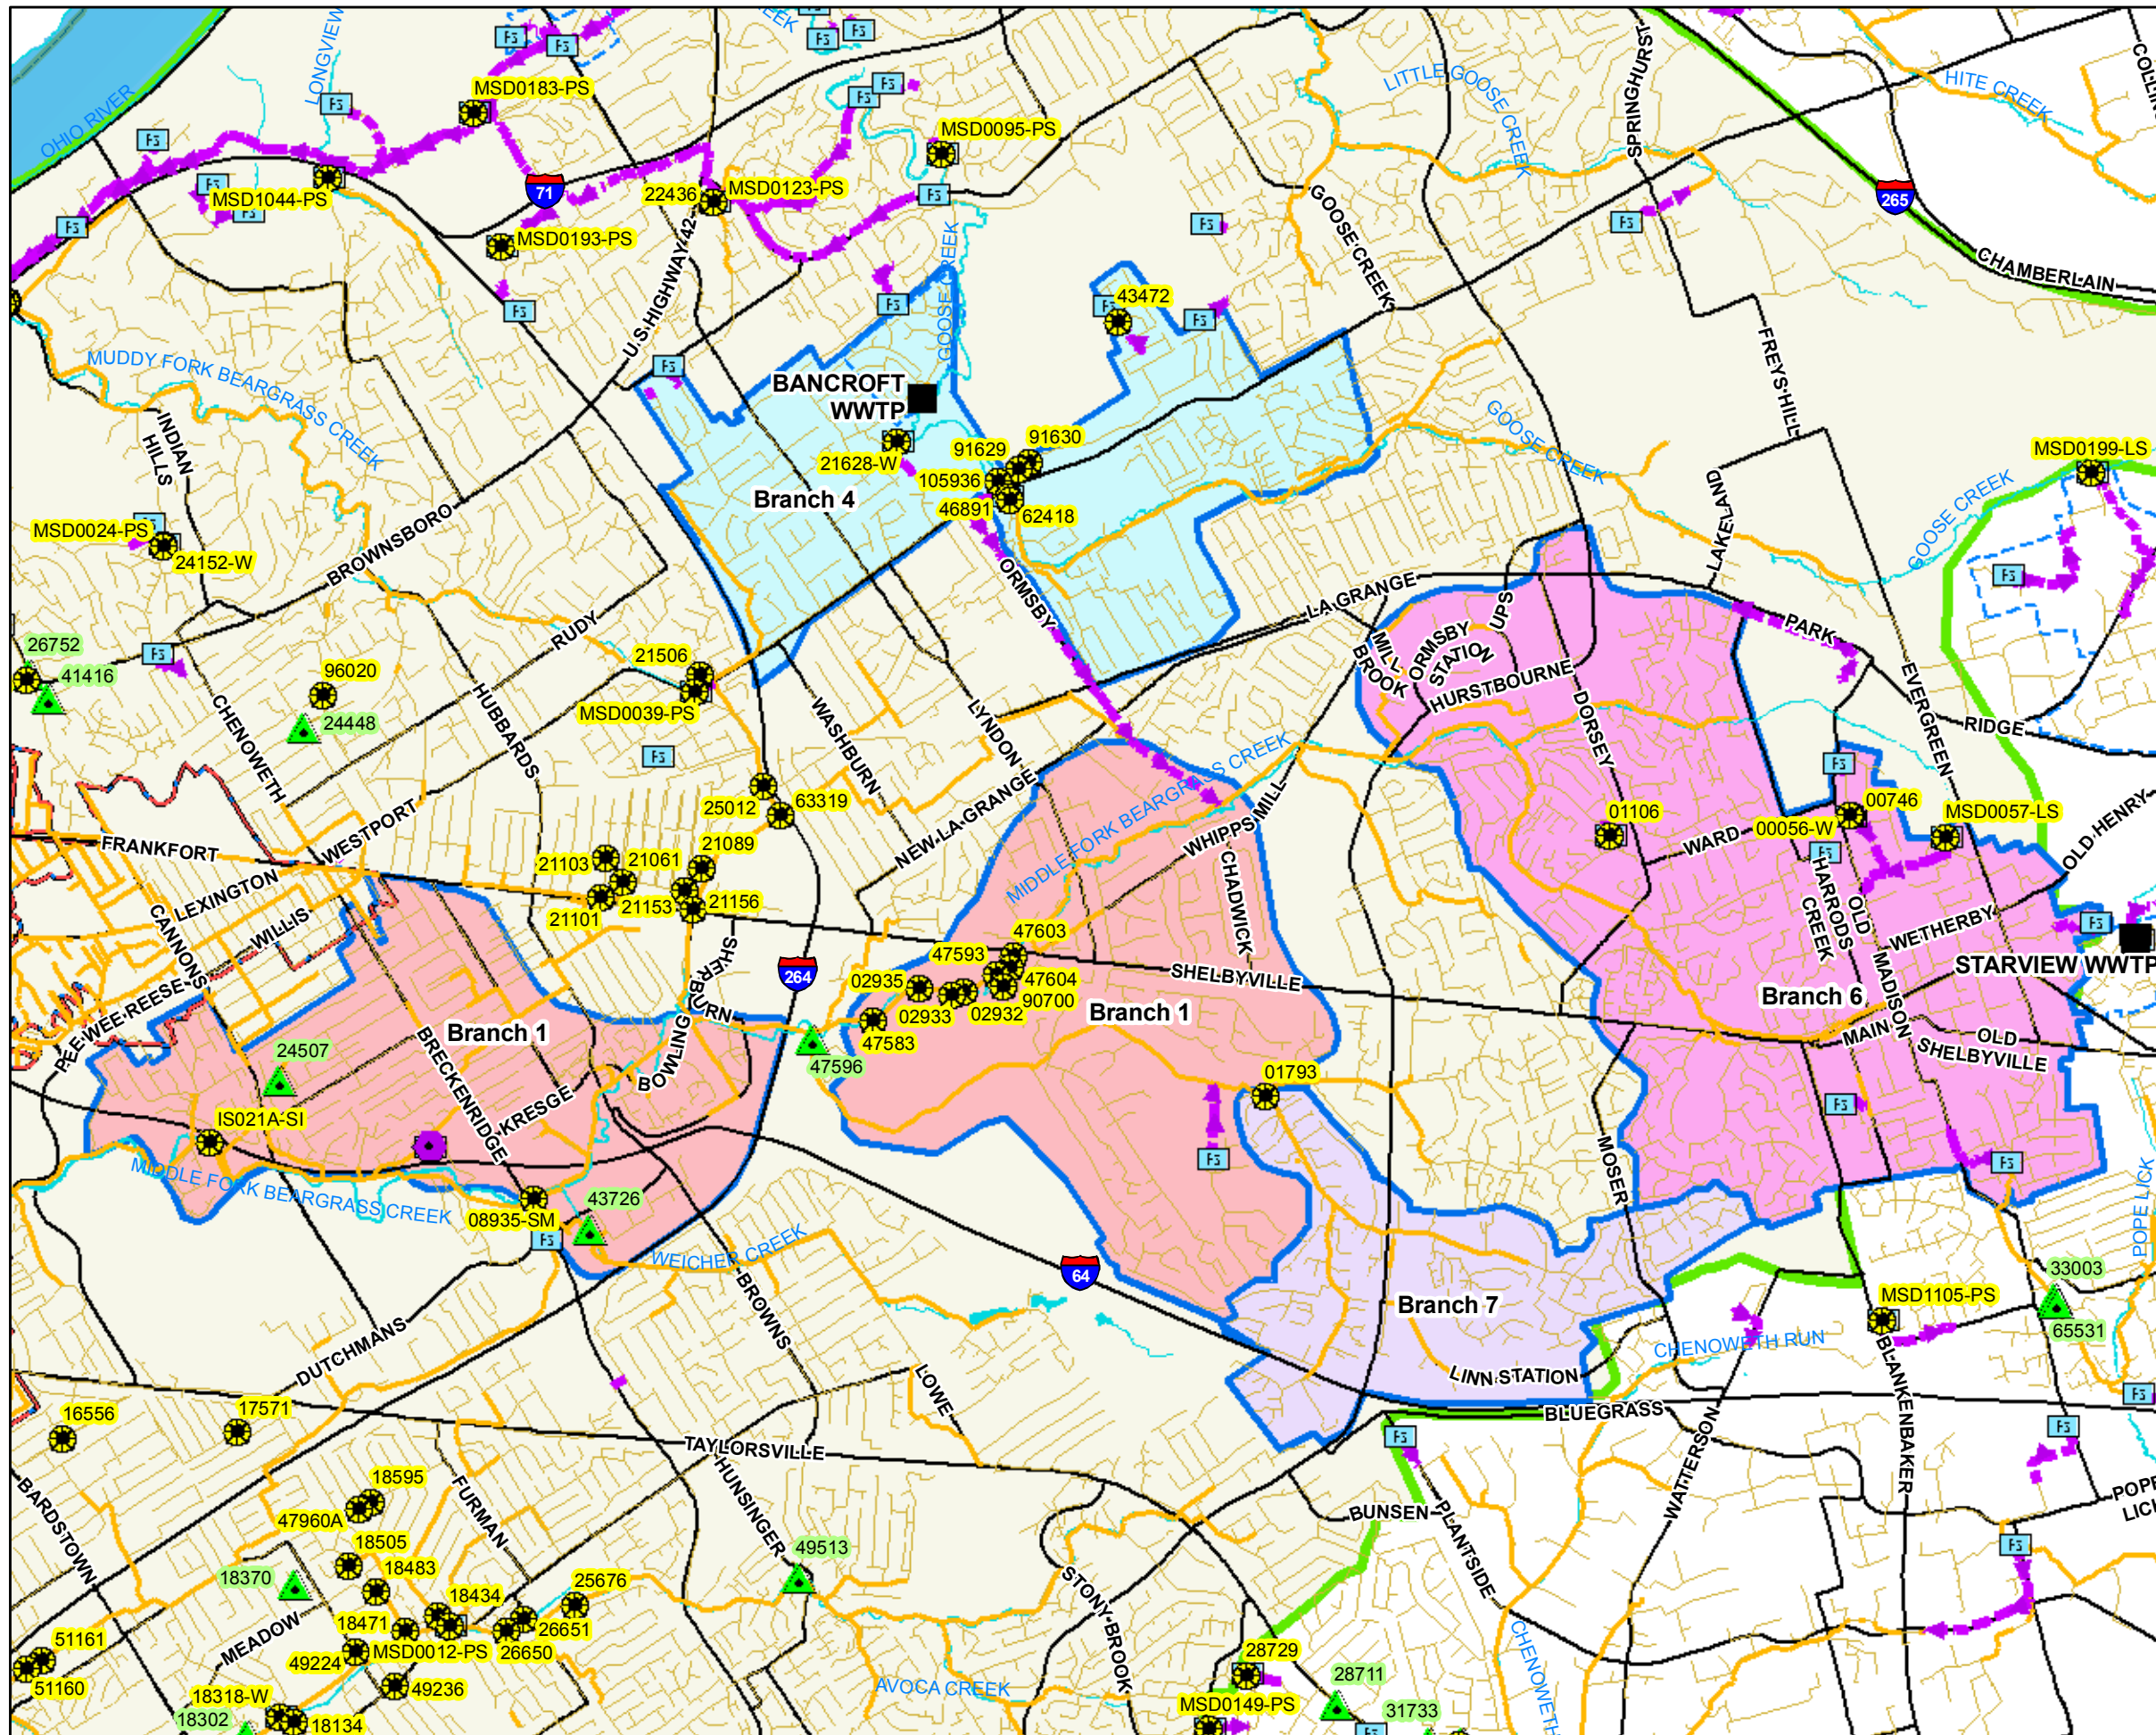 LONGVIEW
CREEK
LITTLE GOOSE CREEK
SPRINGHURST
HITE CREEK
OHIO RIVER
MSD0183-PS
MSD0095-PS
71
MSD1044-PS
22436
MSD0123-PS
MSD0193-PS
U.S HIGHWAY 42
GOOSE CREEK
GOOSE CREEK
265
CHAMBERLAIN
43472
FREYS HILL
MUDDY FORK BEARGRASS CREEK
INDIAN
HILLS
BANCROFT
WWTP
21628-W
91629
91630
105936
46891
62418
Branch 4
GOOSE CREEK
LAKELAND
MSD0199-LS
GOOSE CREEK
MSD0024-PS
24152-W
BROWNSBORO
RUDY
ORMSBY
LA GRANGE
UPS
MILL
BROOK
ORMSBY
STATION
HURSTBOURNE
PARK
EVERGREEN
RIDGE
26752
41416
96020
24448
21506
MSD0039-PS
CHENOWETH
HUBBARDS
WASHBURN
LYNDON
DORSEY
25012
63319
NEW LA GRANGE
MIDDLE FORK BEARGRASS CREEK
WHIPPS MILL
CHADWICK
01106
WARD
00746
00056-W
MSD0057-LS
OLD HENRY
FRANKFORT
WESTPORT
LEXINGTON
WILLIS
CANNONS
PEE WEE REESE
21103
21061
21089
21101
21153
21156
SHERBURN
264
47603
47593
47604
90700
02935
02933
02932
47583
47596
SHELBYVILLE
Branch 1
Branch 1
HARRODS
CREEK
OLD
MADISON
WETHERBY
STARVIEW WWTP
Branch 6
MAIN
OLD
SHELBYVILLE
24507
IS021A-SI
BRECKENRIDGE
KRESGE
BOWLING
01793
MOSER
MIDDLE FORK BEARGRASS CREEK
08935-SM
43726
WEICHER CREEK
BROWNS
64
Branch 7
LINN STATION
CHENOWETH RUN
MSD1105-PS
33003
65531
POPE LICK
BLANKENBAKER
DUTCHMANS
LOWE
BLUEGRASS
WATTERSON
16556
17571
TAYLORSVILLE
HUNSINGER
BARDSTOWN
FURMAN
18595
47960A
18505
18483
18370
18434
18471
MEADOW
49224
MSD0012-PS
26650
26651
25676
49236
49513
51161
51160
18318-W
18302
18134
STONY BROOK
AVOCA CREEK
BUNSEN
PLANTSIDE
CHENOWETH
28729
MSD0149-PS
28711
31733